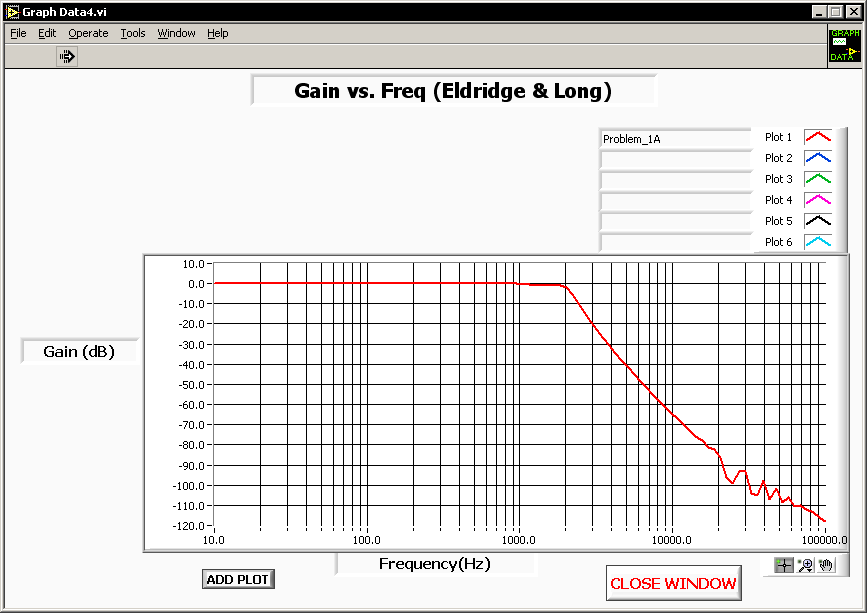 Graph Data4.vi
File Edit Operate Tools Window Help
GRAPH
DATA
Gain vs. Freq (Eldridge & Long)
Problem_1A Plot 1
Plot 2
Plot 3
Plot 4
Plot 5
Plot 6
10.0
0.0
-10.0
-20.0
-30.0
-40.0
-50.0
-60.0
-70.0
-80.0
-90.0
-100.0
-110.0
-120.0
Gain (dB)
10.0 100.0 1000.0 10000.0 100000.0
Frequency(Hz)
ADD PLOT
CLOSE WINDOW